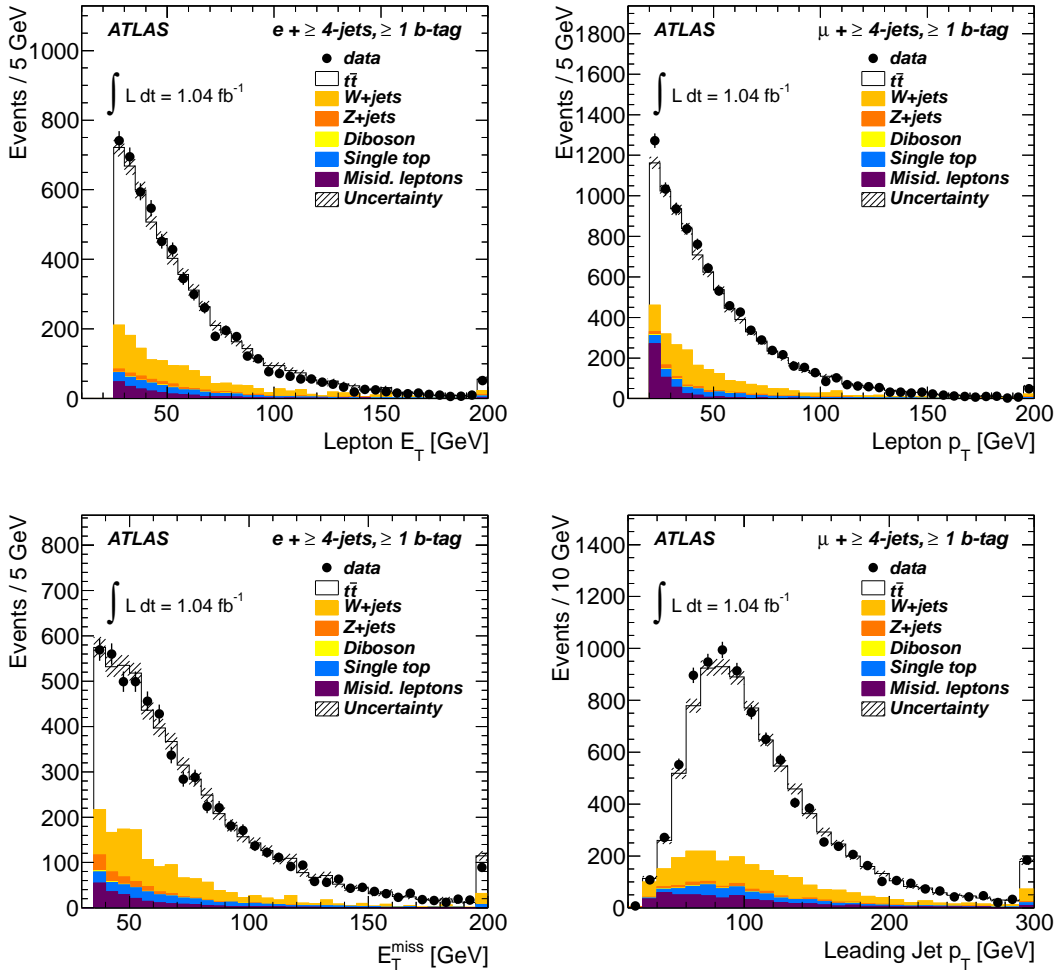 Events / 5 GeV
1000
800
600
400
200
0
ATLAS
e + ≥ 4-jets, ≥ 1 b-tag
∫ L dt = 1.04 fb⁻¹
data
tt̄
W+jets
Z+jets
Diboson
Single top
Misid. leptons
Uncertainty
50 100 150 200
Lepton E_T [GeV]
Events / 5 GeV
1800
1600
1400
1200
1000
800
600
400
200
0
ATLAS
μ + ≥ 4-jets, ≥ 1 b-tag
∫ L dt = 1.04 fb⁻¹
data
tt̄
W+jets
Z+jets
Diboson
Single top
Misid. leptons
Uncertainty
50 100 150 200
Lepton p_T [GeV]
Events / 5 GeV
800
700
600
500
400
300
200
100
0
ATLAS
e + ≥ 4-jets, ≥ 1 b-tag
∫ L dt = 1.04 fb⁻¹
data
tt̄
W+jets
Z+jets
Diboson
Single top
Misid. leptons
Uncertainty
50 100 150 200
E_T^miss [GeV]
Events / 10 GeV
1400
1200
1000
800
600
400
200
0
ATLAS
μ + ≥ 4-jets, ≥ 1 b-tag
∫ L dt = 1.04 fb⁻¹
data
tt̄
W+jets
Z+jets
Diboson
Single top
Misid. leptons
Uncertainty
100 200 300
Leading Jet p_T [GeV]